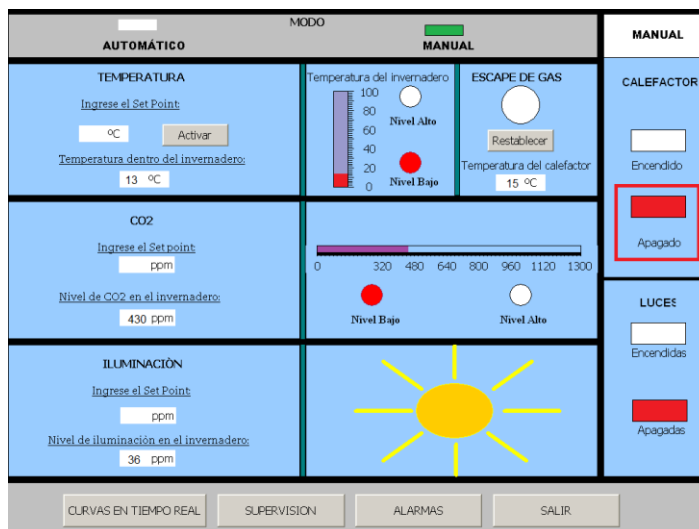 MODO
AUTOMÁTICO
MANUAL
MANUAL
TEMPERATURA
Ingrese el Set Point:
ºC
Activar
Temperatura dentro del invernadero:
13 ºC
Temperatura del invernadero
100
80
60
40
20
0
Nivel Alto
Nivel Bajo
ESCAPE DE GAS
Restablecer
Temperatura del calefactor
15 ºC
CALEFACTOR
Encendido
Apagado
CO2
Ingrese el Set point:
ppm
Nivel de CO2 en el invernadero:
430 ppm
0 320 480 640 800 960 1120 1300
Nivel Bajo
Nivel Alto
LUCES
Encendidas
Apagadas
ILUMINACIÒN
Ingrese el Set Point:
ppm
Nivel de iluminación en el invernadero:
36 ppm
CURVAS EN TIEMPO REAL
SUPERVISION
ALARMAS
SALIR